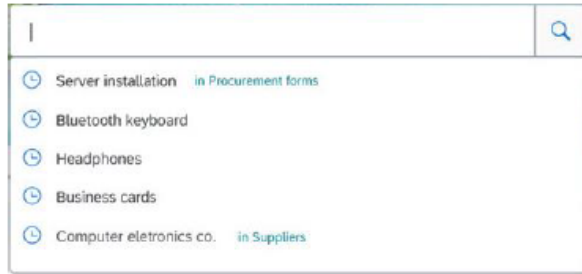 Server installation in Procurement forms
Bluetooth keyboard
Headphones
Business cards
Computer eletronics co. in Suppliers